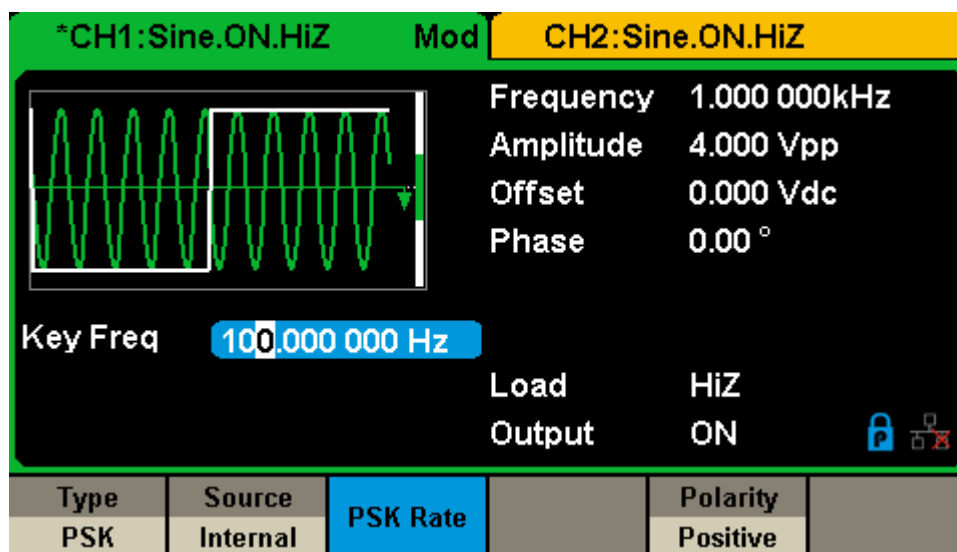 *CH1:Sine.ON.HiZ Mod CH2:Sine.ON.HiZ
Frequency 1.000 000kHz
Amplitude 4.000 Vpp
Offset 0.000 Vdc
Phase 0.00 °
Key Freq 100.000 000 Hz
Load HiZ
Output ON
P
Type Source PSK Rate Polarity
PSK Internal Positive